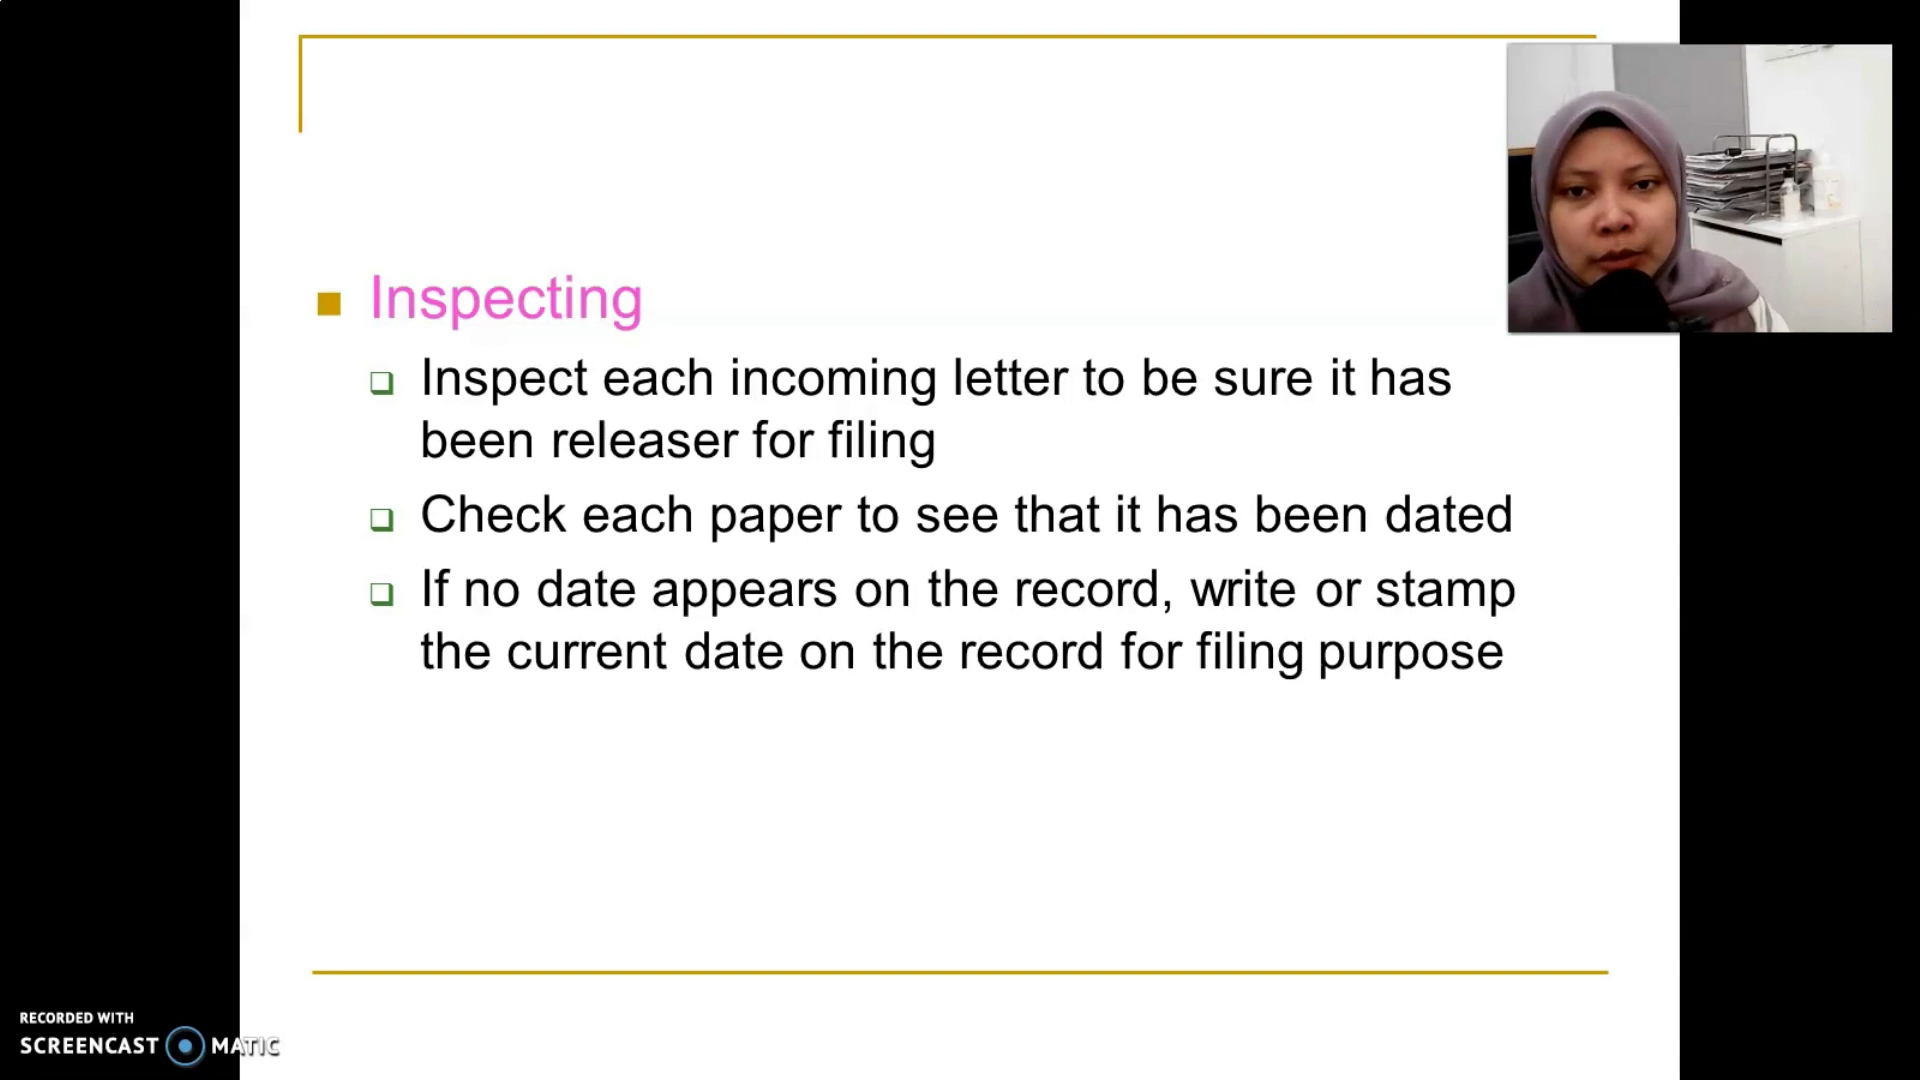 Inspecting
Inspect each incoming letter to be sure it has
been releaser for filing
Check each paper to see that it has been dated
If no date appears on the record, write or stamp
the current date on the record for filing purpose
RECORDED WITH
SCREENCAST MATIC